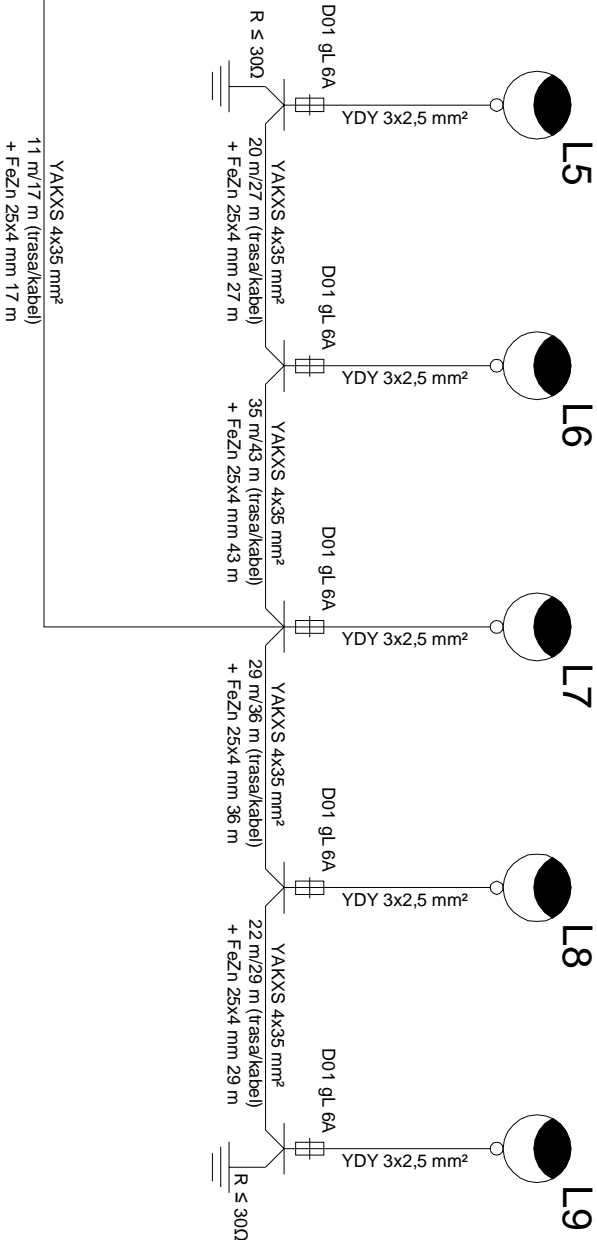 L5
YDY 3x2,5 mm²
D01 gL 6A
R ≤ 30Ω
YAKXS 4x35 mm²
20 m/27 m (trasa/kabel)
+ FeZn 25x4 mm 27 m
L6
YDY 3x2,5 mm²
D01 gL 6A
YAKXS 4x35 mm²
35 m/43 m (trasa/kabel)
+ FeZn 25x4 mm 43 m
L7
YDY 3x2,5 mm²
D01 gL 6A
YAKXS 4x35 mm²
29 m/36 m (trasa/kabel)
+ FeZn 25x4 mm 36 m
L8
YDY 3x2,5 mm²
D01 gL 6A
YAKXS 4x35 mm²
22 m/29 m (trasa/kabel)
+ FeZn 25x4 mm 29 m
L9
YDY 3x2,5 mm²
D01 gL 6A
R ≤ 30Ω
YAKXS 4x35 mm²
11 m/17 m (trasa/kabel)
+ FeZn 25x4 mm 17 m